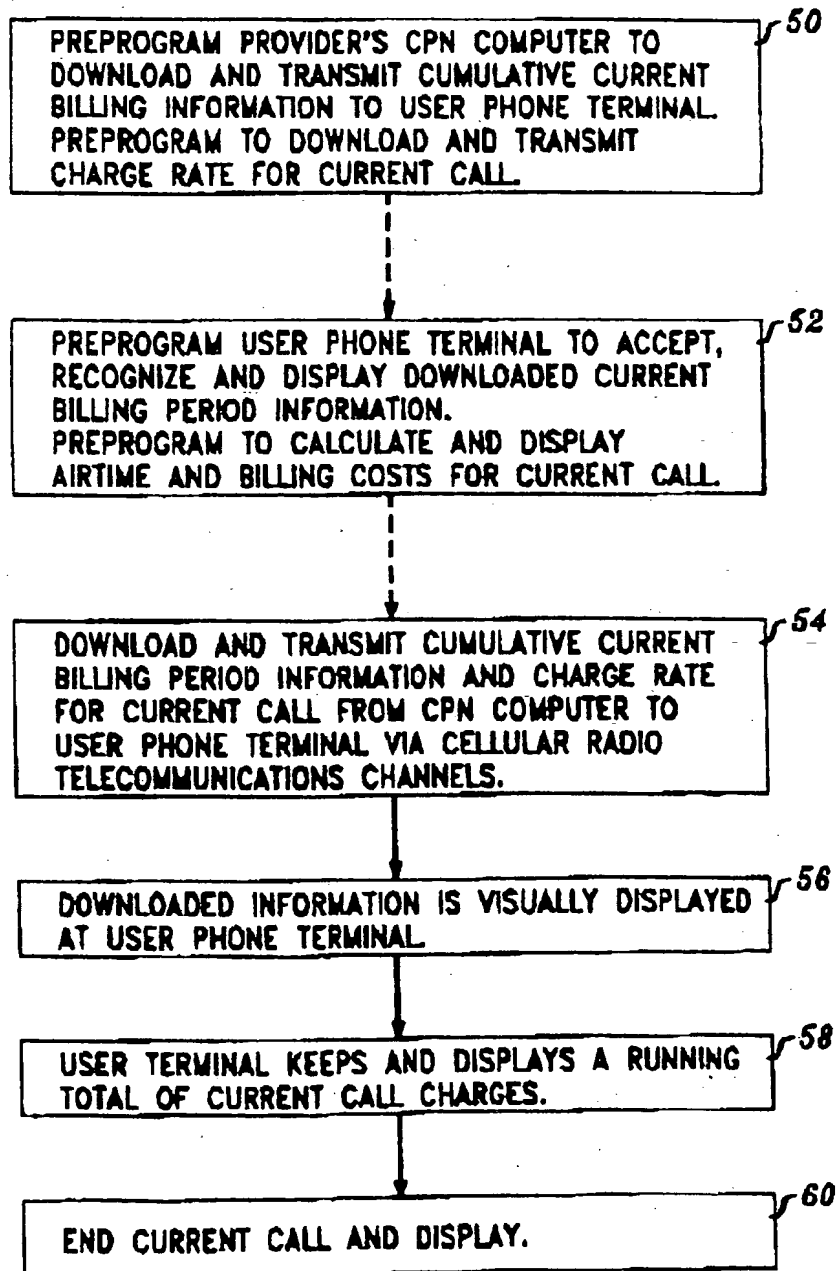 50
PREPROGRAM PROVIDER'S CPN COMPUTER TO
DOWNLOAD AND TRANSMIT CUMULATIVE CURRENT
BILLING INFORMATION TO USER PHONE TERMINAL.
PREPROGRAM TO DOWNLOAD AND TRANSMIT
CHARGE RATE FOR CURRENT CALL.
52
PREPROGRAM USER PHONE TERMINAL TO ACCEPT,
RECOGNIZE AND DISPLAY DOWNLOADED CURRENT
BILLING PERIOD INFORMATION.
PREPROGRAM TO CALCULATE AND DISPLAY
AIRTIME AND BILLING COSTS FOR CURRENT CALL.
54
DOWNLOAD AND TRANSMIT CUMULATIVE CURRENT
BILLING PERIOD INFORMATION AND CHARGE RATE
FOR CURRENT CALL FROM CPN COMPUTER TO
USER PHONE TERMINAL VIA CELLULAR RADIO
TELECOMMUNICATIONS CHANNELS.
56
DOWNLOADED INFORMATION IS VISUALLY DISPLAYED
AT USER PHONE TERMINAL
58
USER TERMINAL KEEPS AND DISPLAYS A RUNNING
TOTAL OF CURRENT CALL CHARGES.
60
END CURRENT CALL AND DISPLAY.